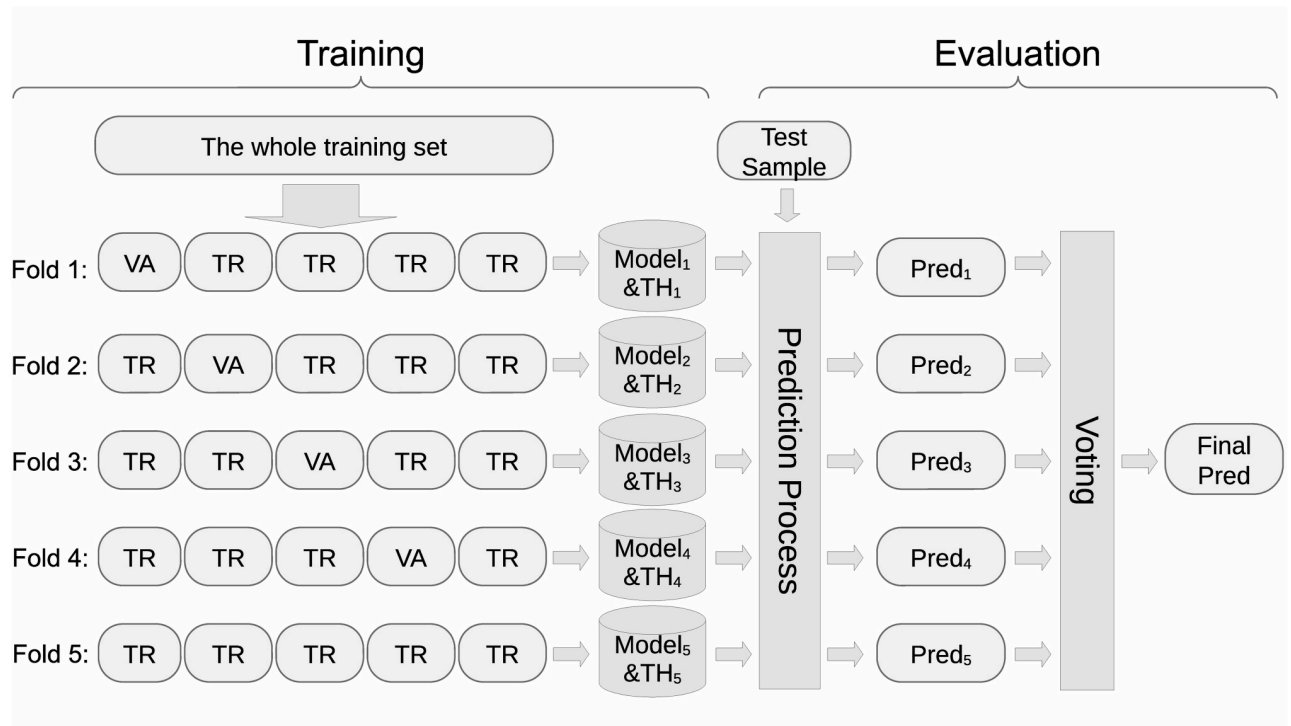 Training
Evaluation
The whole training set
Test
Sample
Fold 1: VA TR TR TR TR
Model₁
&TH₁
Pred₁
Fold 2: TR VA TR TR TR
Model₂
&TH₂
Pred₂
Fold 3: TR TR VA TR TR
Model₃
&TH₃
Pred₃
Fold 4: TR TR TR VA TR
Model₄
&TH₄
Pred₄
Fold 5: TR TR TR TR TR
Model₅
&TH₅
Pred₅
Prediction Process
Voting
Final
Pred